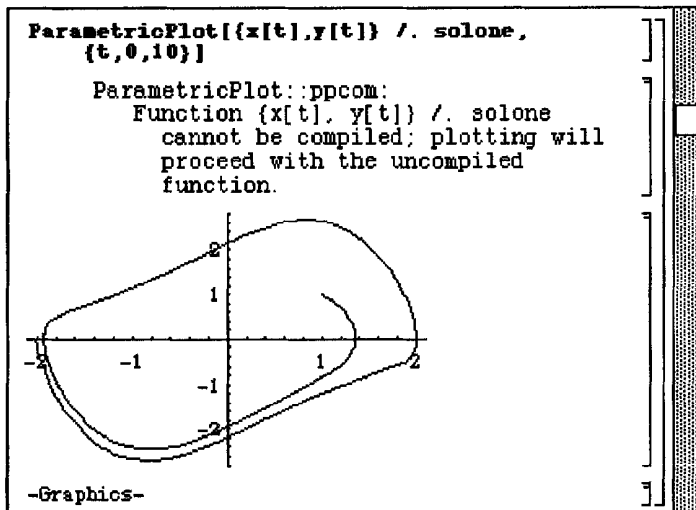 ParametricPlot[{x[t],y[t]} /. solone,
{t,0,10}]
ParametricPlot::ppcom:
Function {x[t], y[t]} /. solone
cannot be compiled; plotting will
proceed with the uncompiled
function.
2
1
-2
-1
1
2
-1
-2
-Graphics-